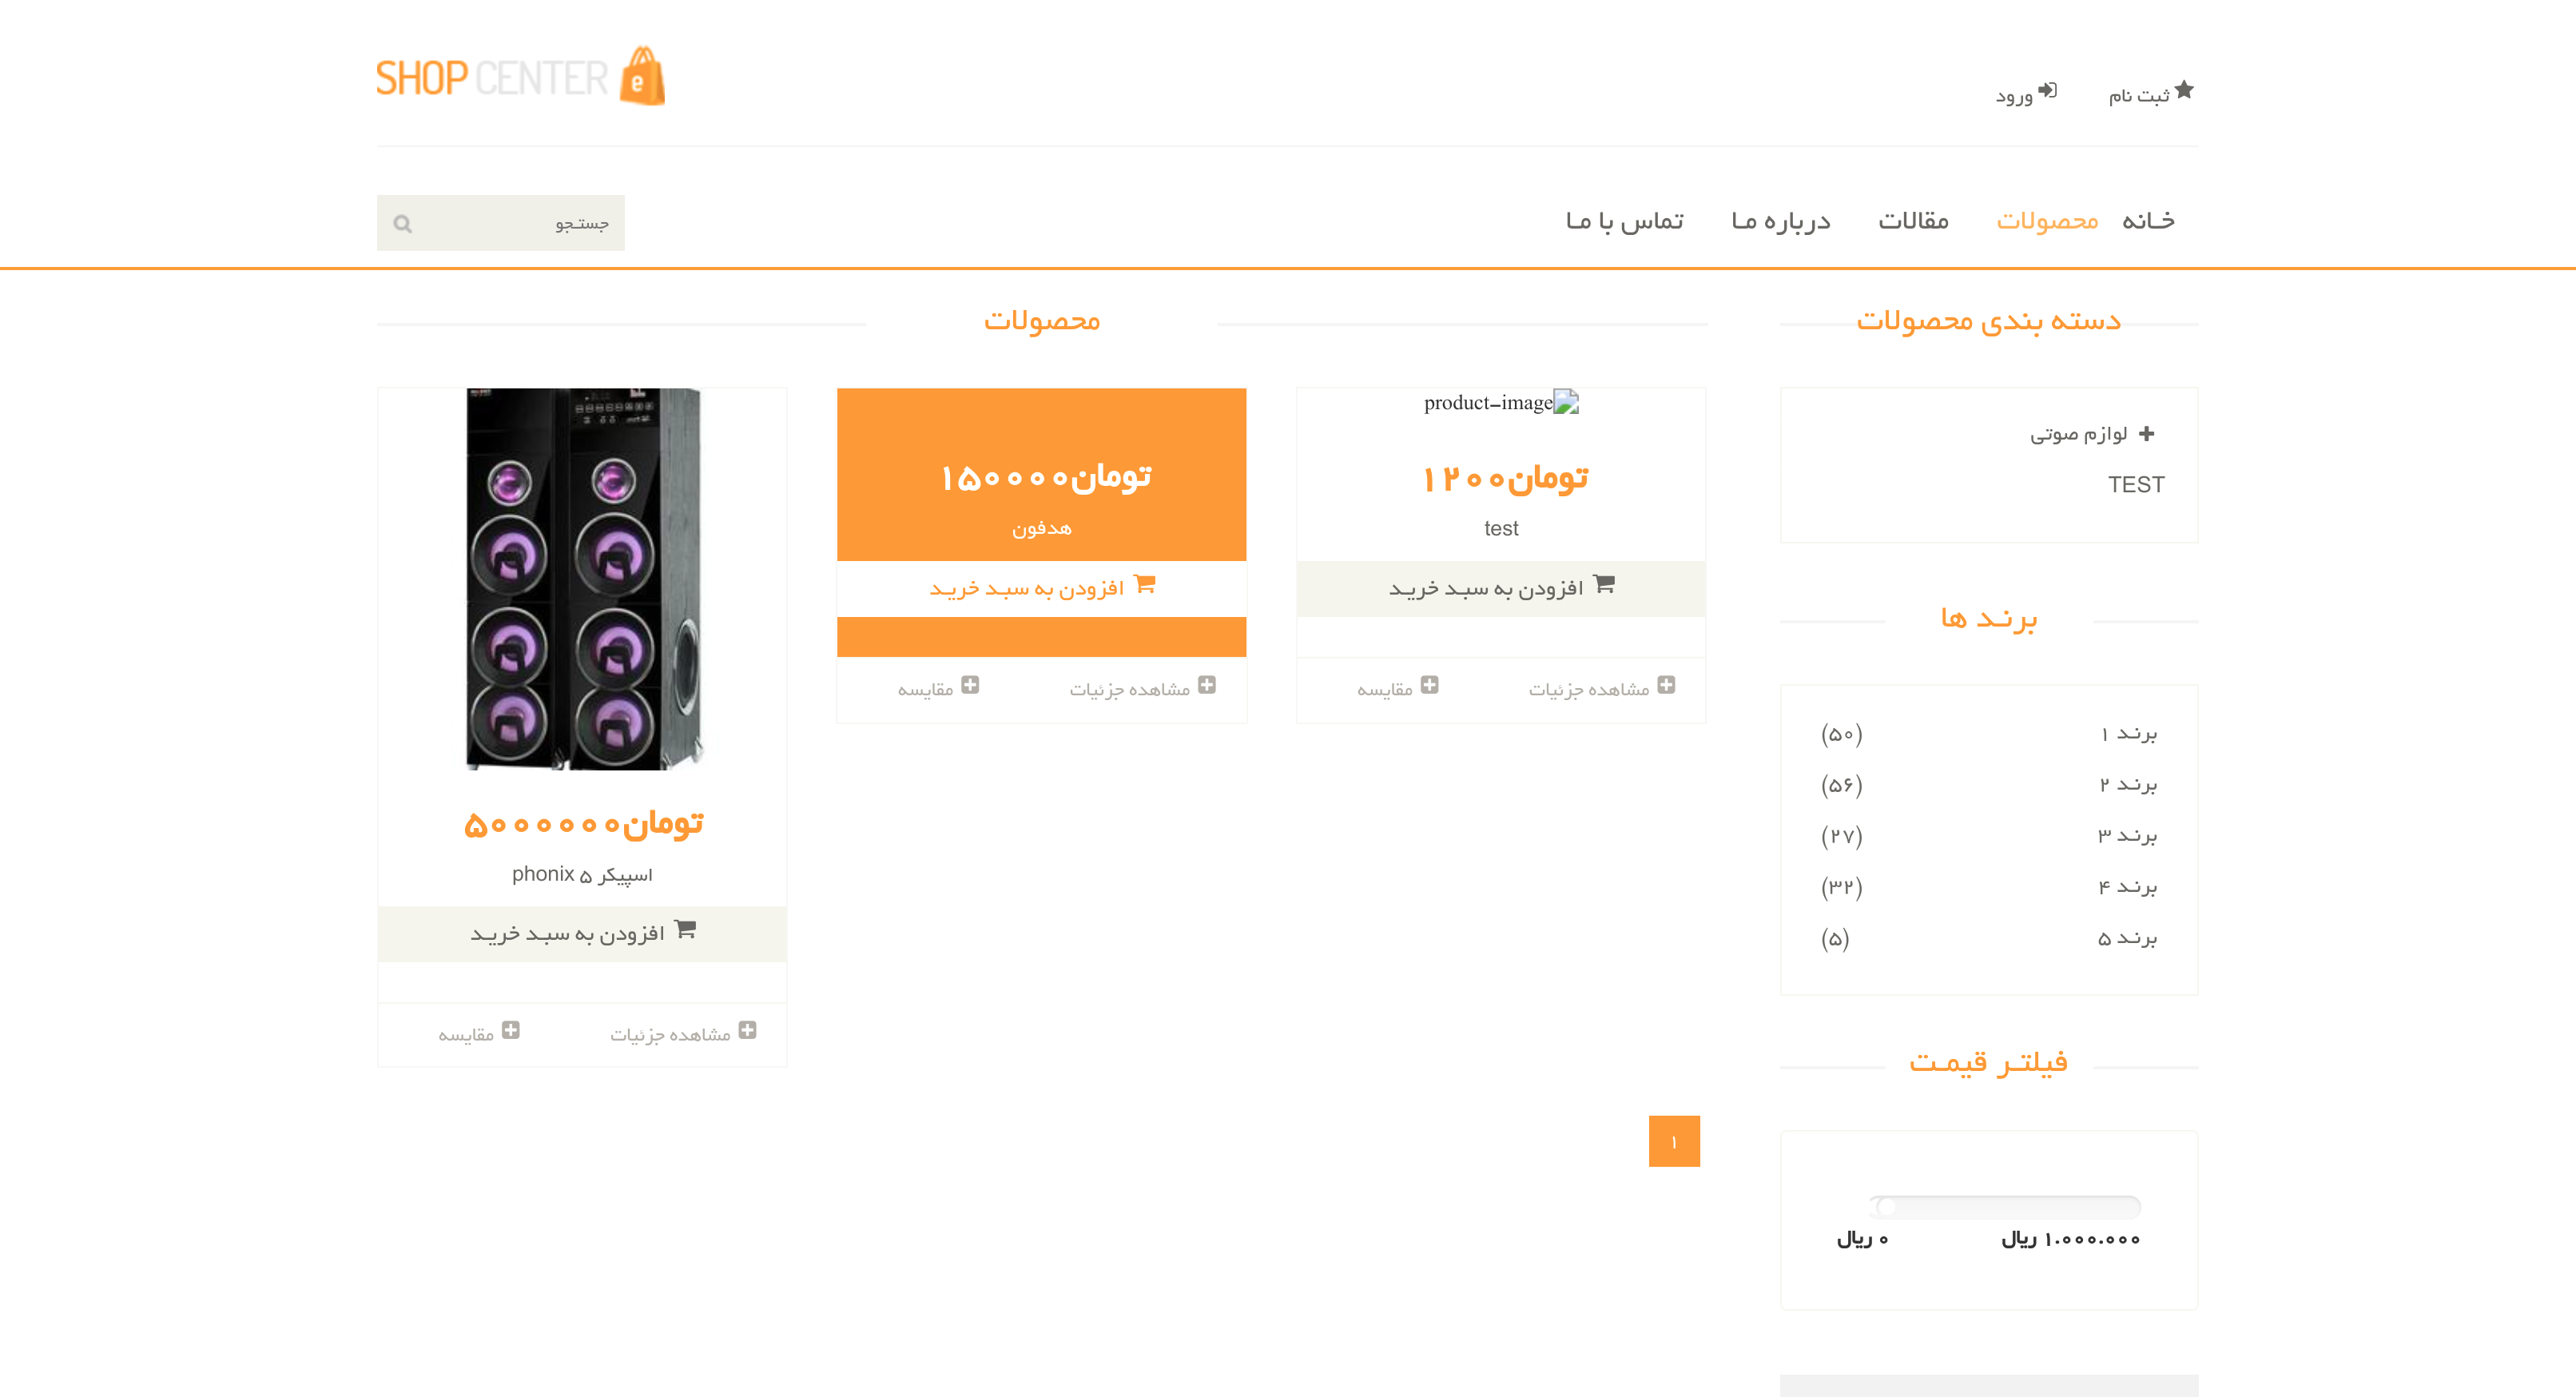 SHOP CENTER
ثبت نام
ورود
خانه محصولات مقالات درباره ما تماس با ما
جستجو
دسته بندی محصولات
لوازم صوتی
TEST
برند ها
برند ۱ (۵۰)
برند ۲ (۵۶)
برند ۳ (۲۷)
برند ۴ (۳۲)
برند ۵ (۵)
فیلتر قیمت
۱.۰۰۰.۰۰۰ ریال ۰ ریال
محصولات
product-image
تومان۱۲۰۰
test
افزودن به سبد خرید
مشاهده جزئیات مقایسه
تومان۱۵۰۰۰۰
هدفون
افزودن به سبد خرید
مشاهده جزئیات مقایسه
تومان۵۰۰۰۰۰۰
اسپیکر phonix ۵
افزودن به سبد خرید
مشاهده جزئیات مقایسه
۱